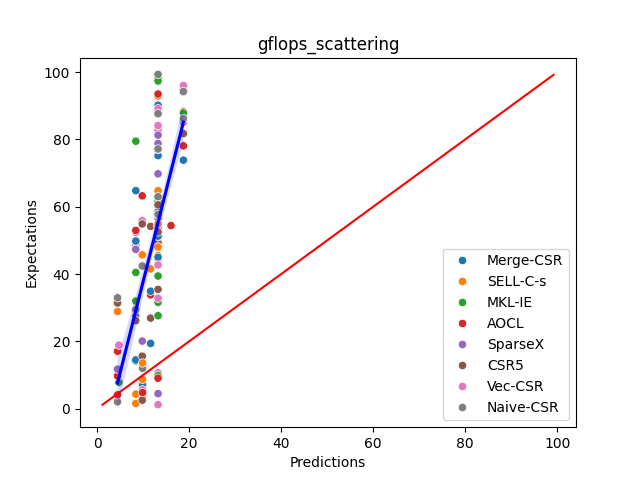 gflops_scattering
Expectations
100
80
60
40
20
0
Merge-CSR
SELL-C-s
MKL-IE
AOCL
SparseX
CSR5
Vec-CSR
Naive-CSR
0
20
40
60
80
100
Predictions